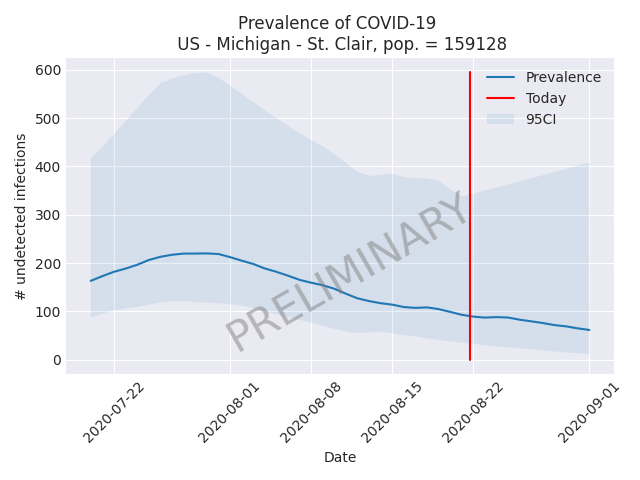 Prevalence of COVID-19
US - Michigan - St. Clair, pop. = 159128
# undetected infections
600
500
400
300
200
100
0
Prevalence
Today
95CI
PRELIMINARY
2020-07-22
2020-08-01
2020-08-08
2020-08-15
2020-08-22
2020-09-01
Date